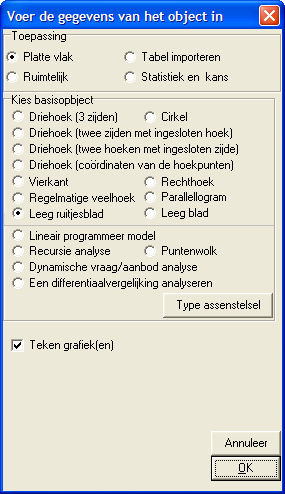 Voer de gegevens van het object in
Toepassing
Platte vlak
Tabel importeren
Ruimtelijk
Statistiek en kans
Kies basisobject
Driehoek (3 zijden)
Cirkel
Driehoek (twee zijden met ingesloten hoek)
Driehoek (twee hoeken met ingesloten zijde)
Driehoek (coördinaten van de hoekpunten)
Vierkant
Rechthoek
Regelmatige veelhoek
Parallellogram
Leeg ruitjesblad
Leeg blad
Lineair programmeer model
Recursie analyse
Puntenwolk
Dynamische vraag/aanbod analyse
Een differentiaalvergelijking analyseren
Type assenstelsel
Teken grafiek(en)
Annuleer
OK